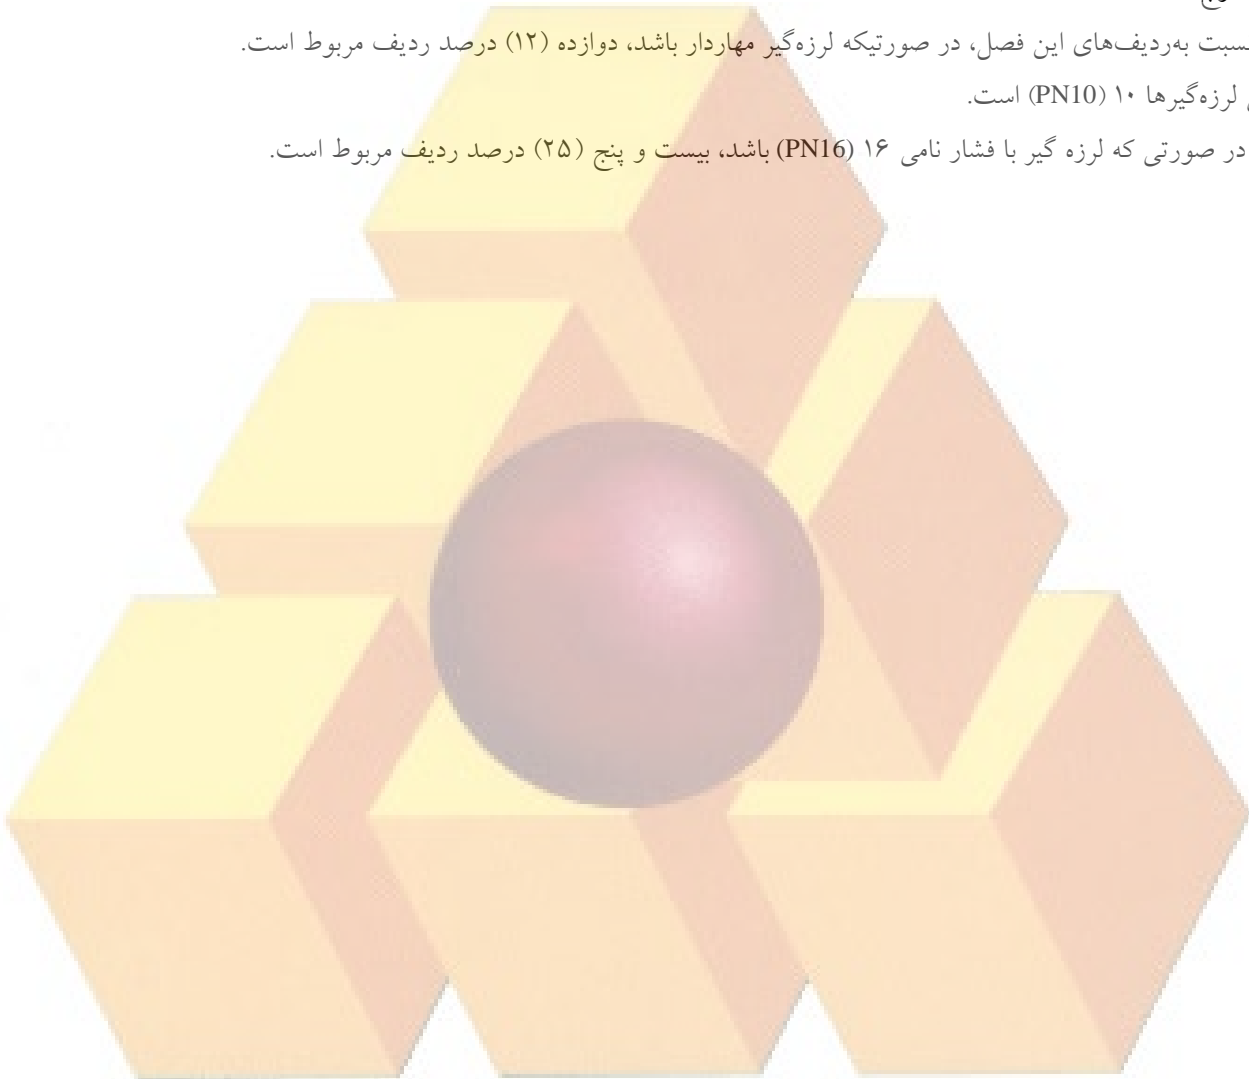 به‌ردیف‌های این فصل، در صورتیکه لرزه‌گیر مهاردار باشد، دوازده (۱۲) درصد ردیف مربوط است.
لرزه‌گیرها ۱۰ (PN10) است.
در صورتی که لرزه گیر با فشار نامی ۱۶ (PN16) باشد، بیست و پنج (۲۵) درصد ردیف مربوط است.